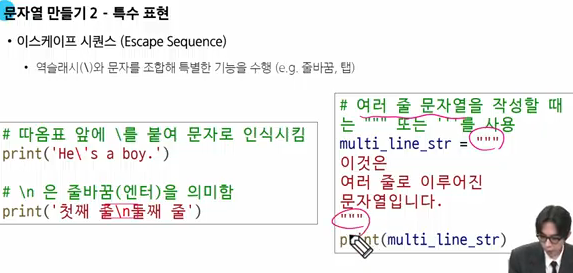 문자열 만들기 2 - 특수 표현
• 이스케이프 시퀀스 (Escape Sequence)
• 역슬래시(\)와 문자를 조합해 특별한 기능을 수행 (e.g. 줄바꿈, 탭)
# 따옴표 앞에 \를 붙여 문자로 인식시킴
print('He\'s a boy.')
# \n 은 줄바꿈(엔터)을 의미함
print('첫째 줄\n둘째 줄')
# 여러 줄 문자열을 작성할 때
는 """ 또는 '''를 사용
multi_line_str = """
이것은
여러 줄로 이루어진
문자열입니다.
"""
print(multi_line_str)